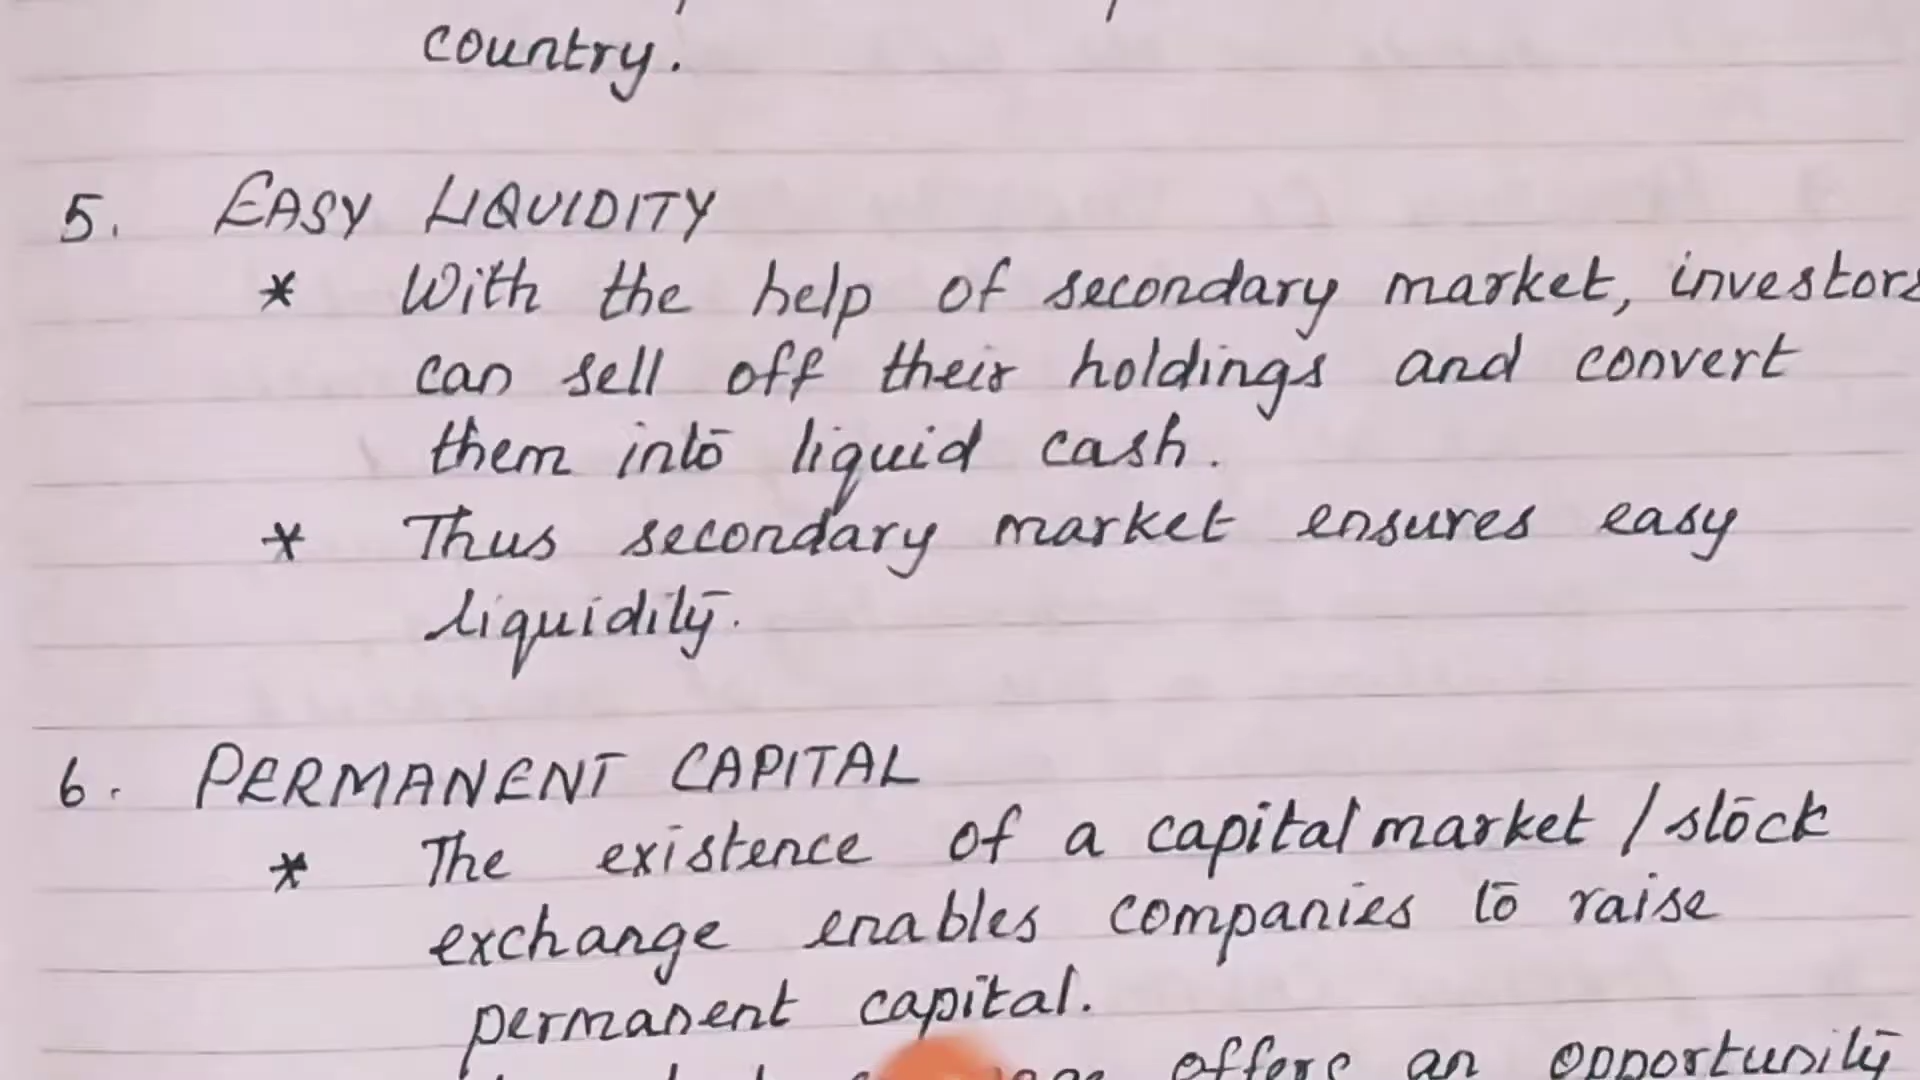 country.
5. EASY LIQUIDITY
* With the help of secondary market, investors
can sell off their holdings and convert
them into liquid cash.
* Thus secondary market ensures easy
liquidity.
6. PERMANENT CAPITAL
* The existence of a capital market / stock
exchange enables companies to raise
permanent capital.
offers an opportunity